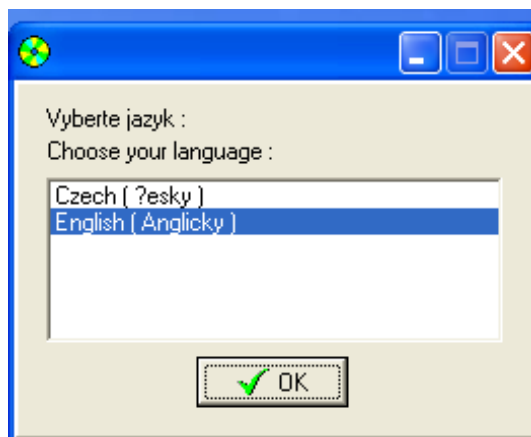 Vyberte jazyk :
Choose your language :
Czech ( ?esky )
English ( Anglicky )
OK